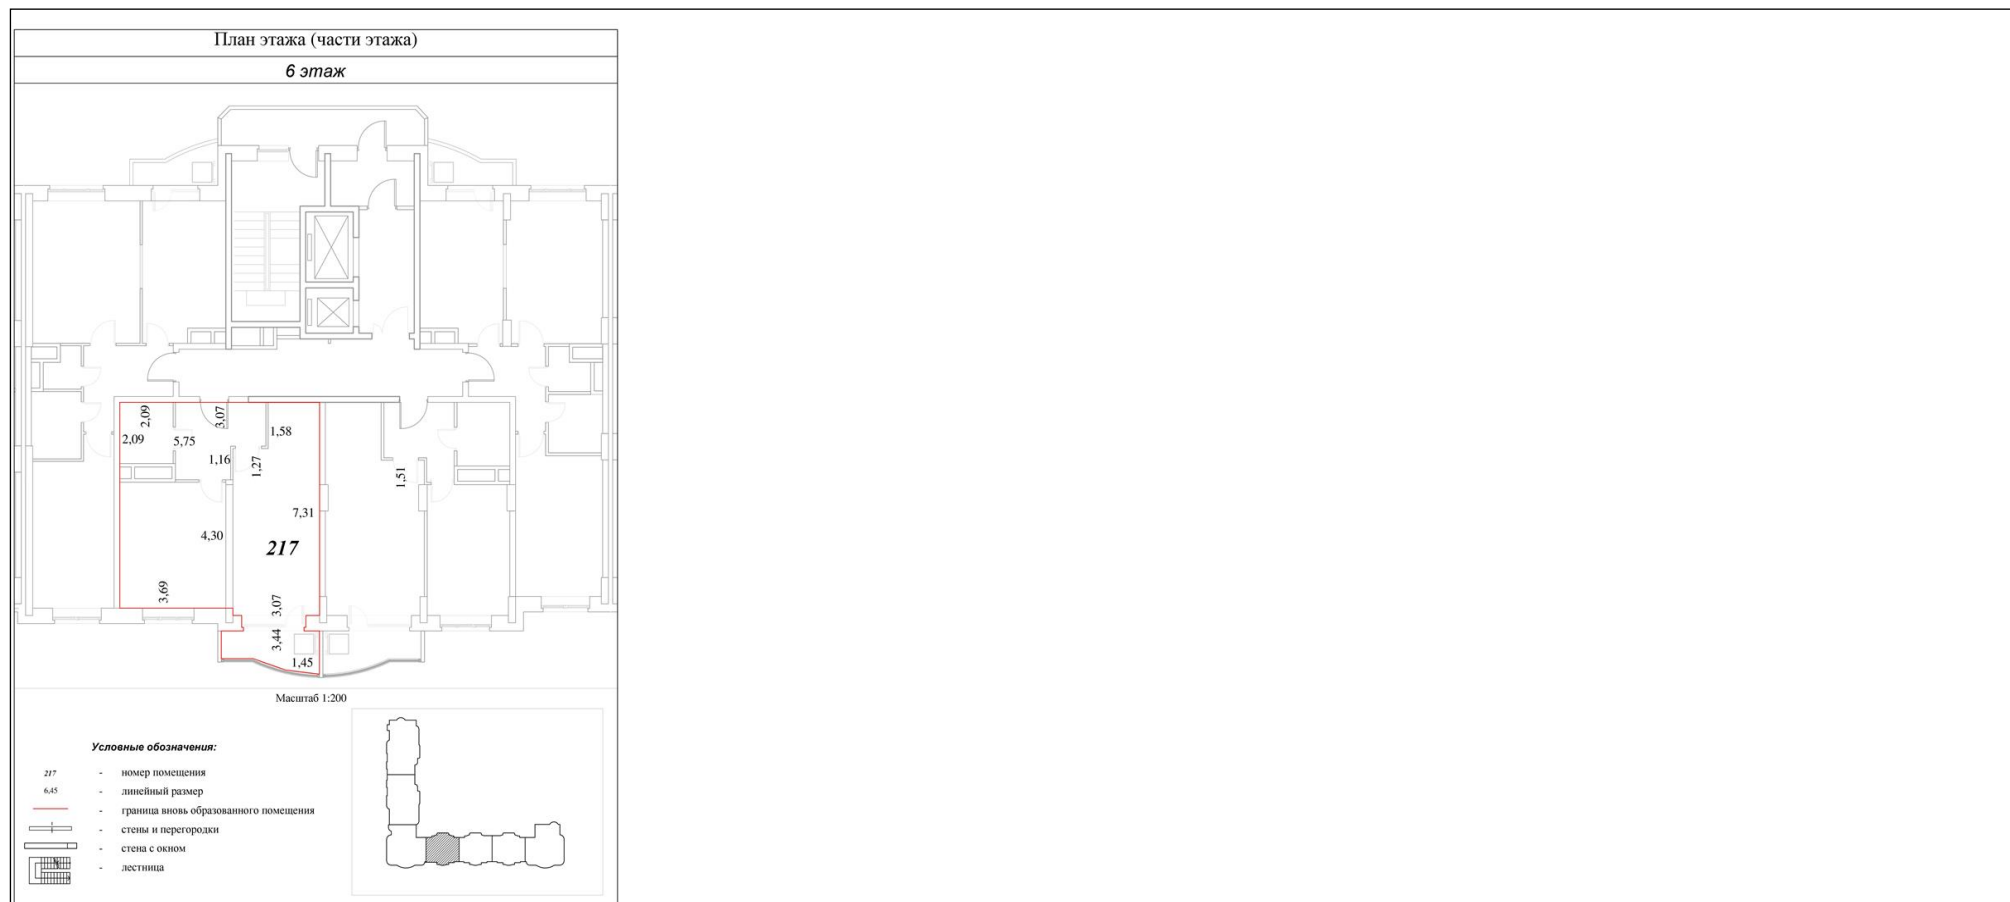 План этажа (части этажа)
6 этаж
2,09
3,07
2,09
5,75
1,58
1,16
1,27
1,51
7,31
4,30
217
3,69
3,07
3,44
1,45
Масштаб 1:200
Условные обозначения:
217 - номер помещения
6,45 - линейный размер
- граница вновь образованного помещения
- стены и перегородки
- стена с окном
- лестница